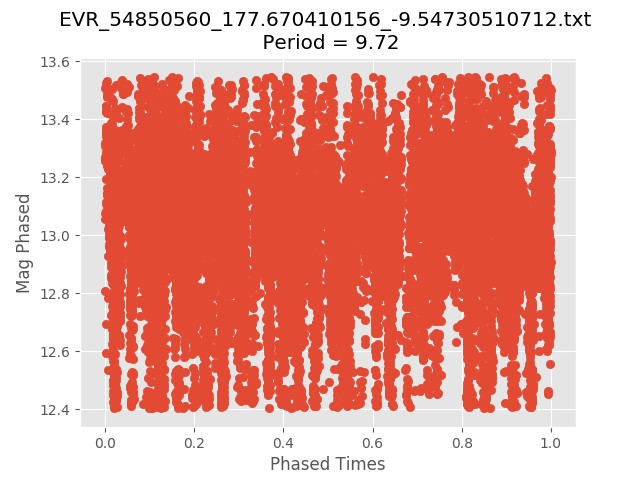 EVR_54850560_177.670410156_-9.54730510712.txt
Period = 9.72
13.6
13.4
13.2
13.0
12.8
12.6
12.4
Mag Phased
0.0 0.2 0.4 0.6 0.8 1.0
Phased Times